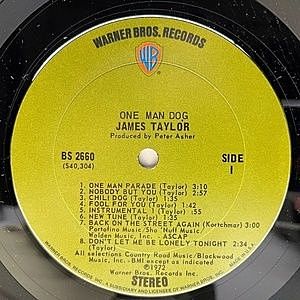 WARNER BROS. RECORDS
ONE MAN DOG
JAMES TAYLOR
Produced by Peter Asher
BS 2660
(S40,304)
SIDE
1
1. ONE MAN PARADE (Taylor) 3:10
2. NOBODY BUT YOU (Taylor) 2:57
3. CHILI DOG (Taylor) 1:35
4. FOOL FOR YOU (Taylor) 1:42
5. INSTRUMENTAL I (Taylor) :55
6. NEW TUNE (Taylor) 1:35
7. BACK ON THE STREET AGAIN (Kortchmar)
Portofino Music/Sho 'Nuff Music/
Wolden Music, Inc. - ASCAP
8. DON'T LET ME BE LONELY TONIGHT 2:34
(Taylor)
All selections Country Road Music/Blackwood
Music, Inc. - BMI except as indicated
©1972
Warner Bros. Records Inc.
STEREO